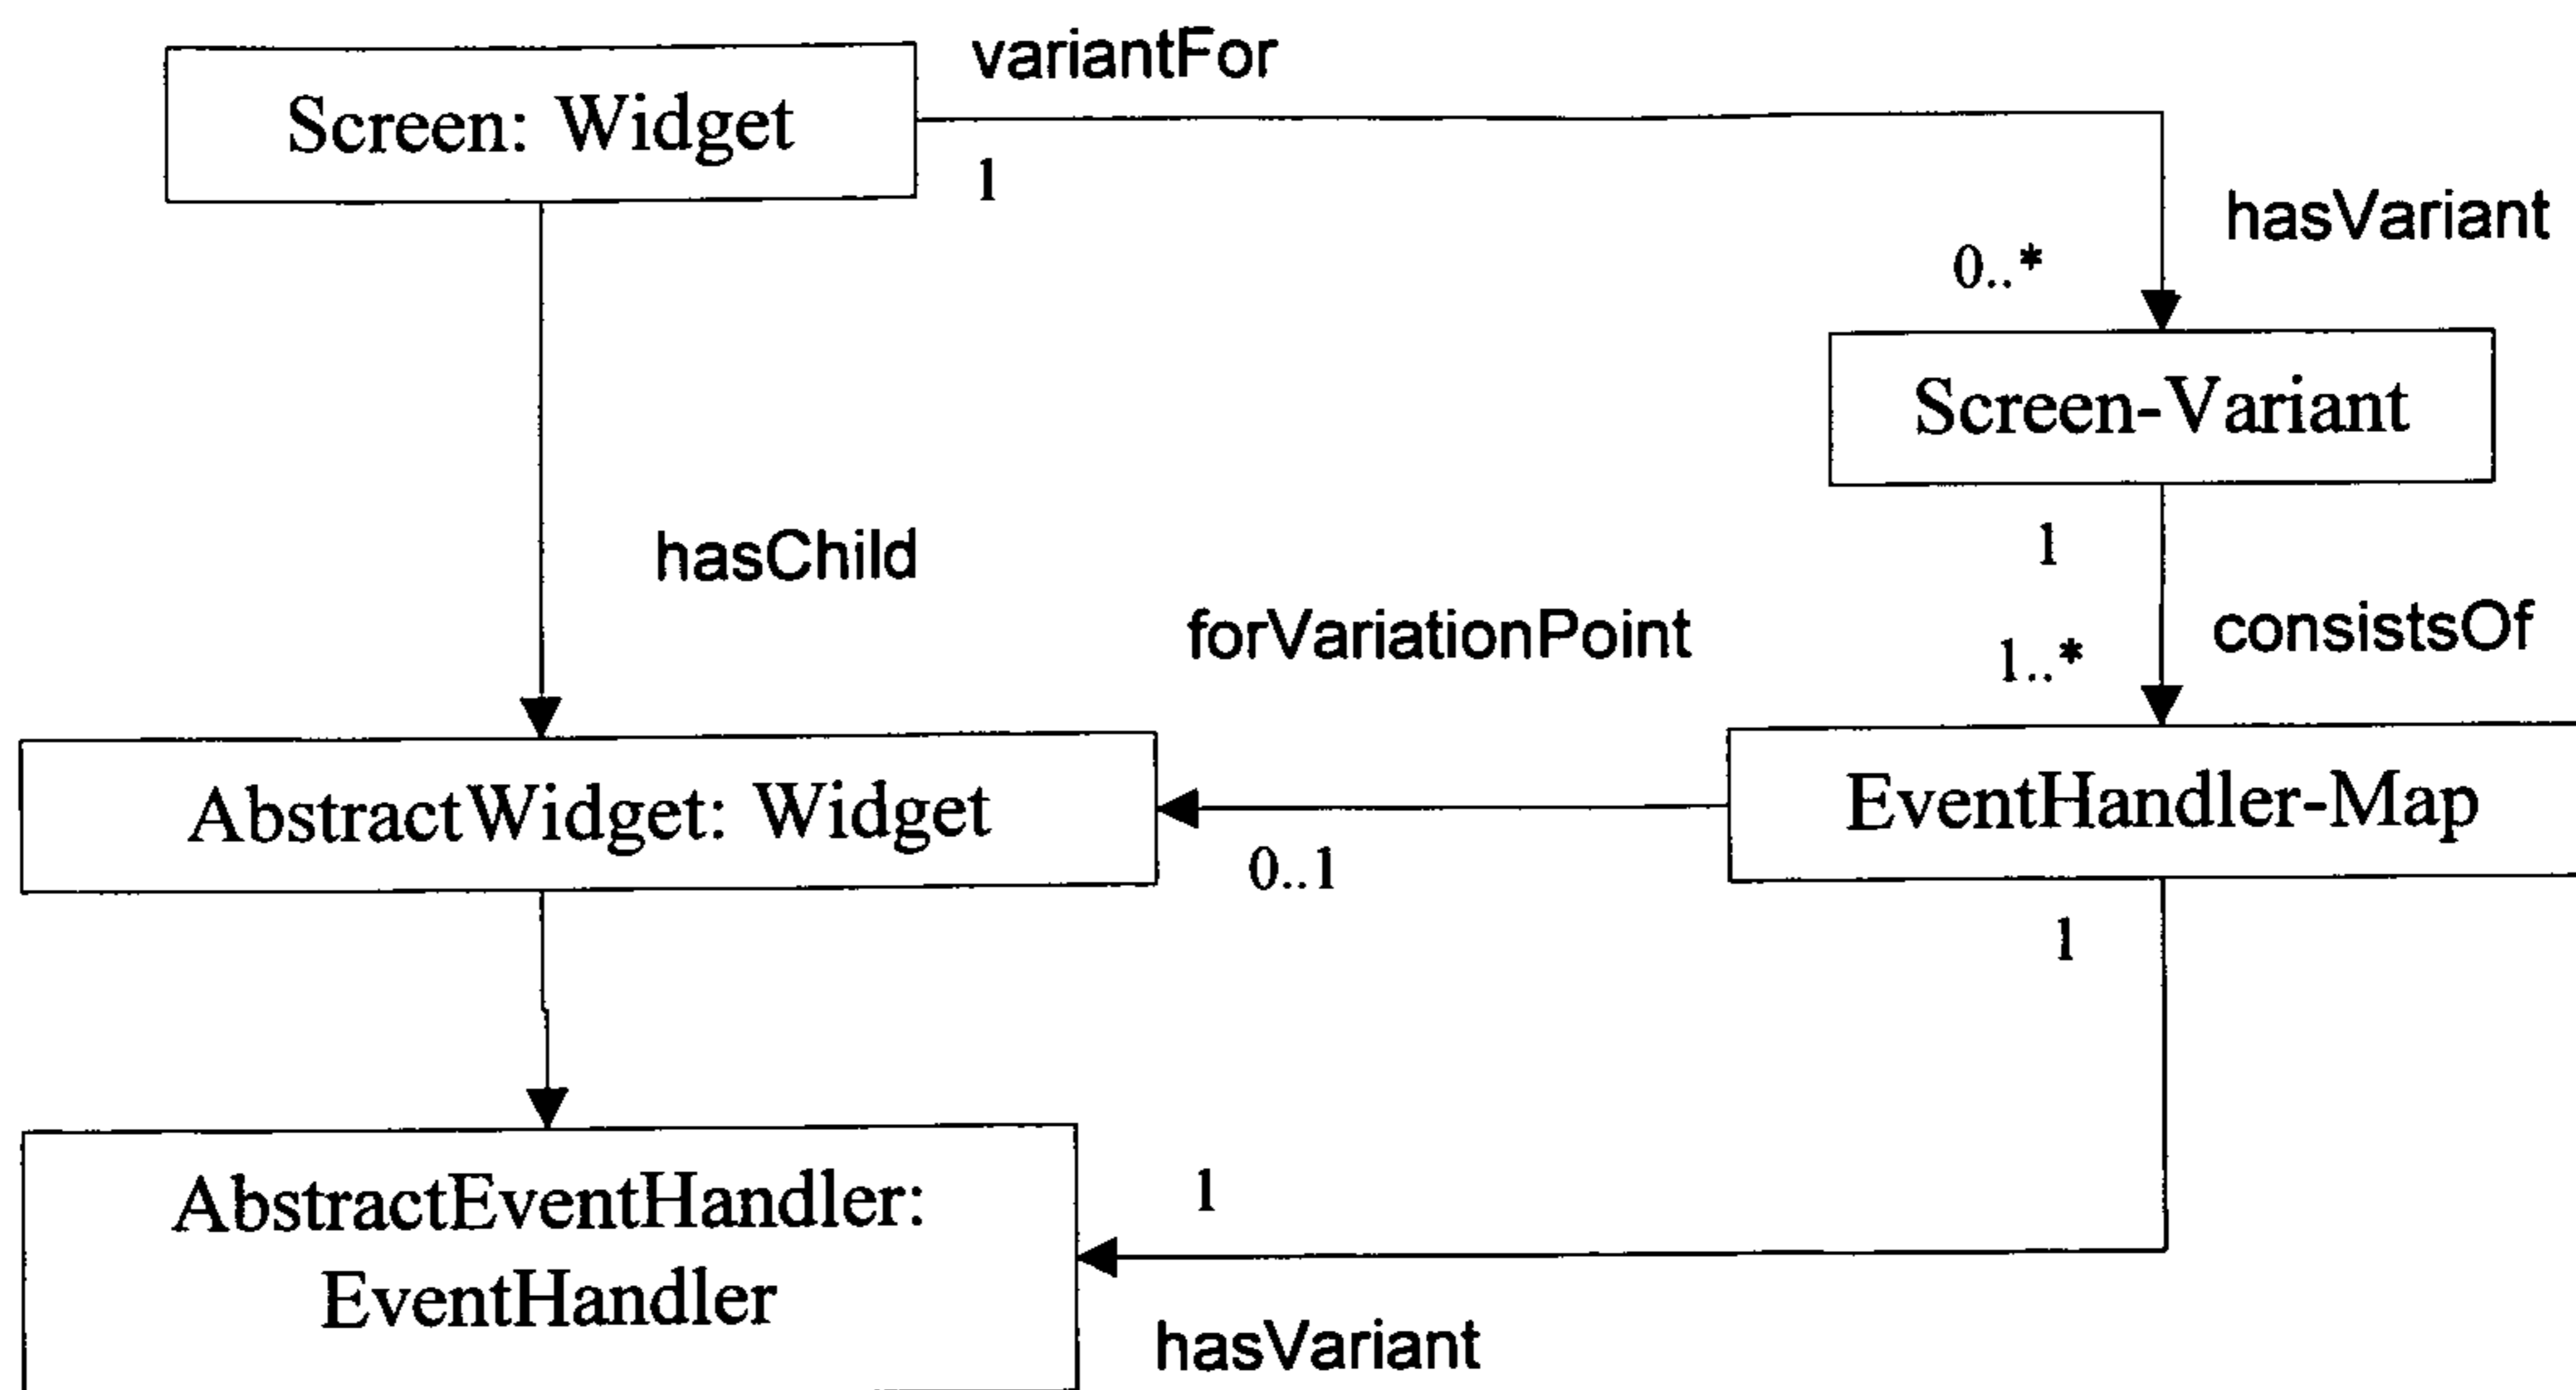 variantFor
Screen: Widget
1
hasVariant
0..*
Screen-Variant
1
hasChild
consistsOf
forVariationPoint
1..*
AbstractWidget: Widget
EventHandler-Map
0..1
1
AbstractEventHandler:
EventHandler
1
hasVariant